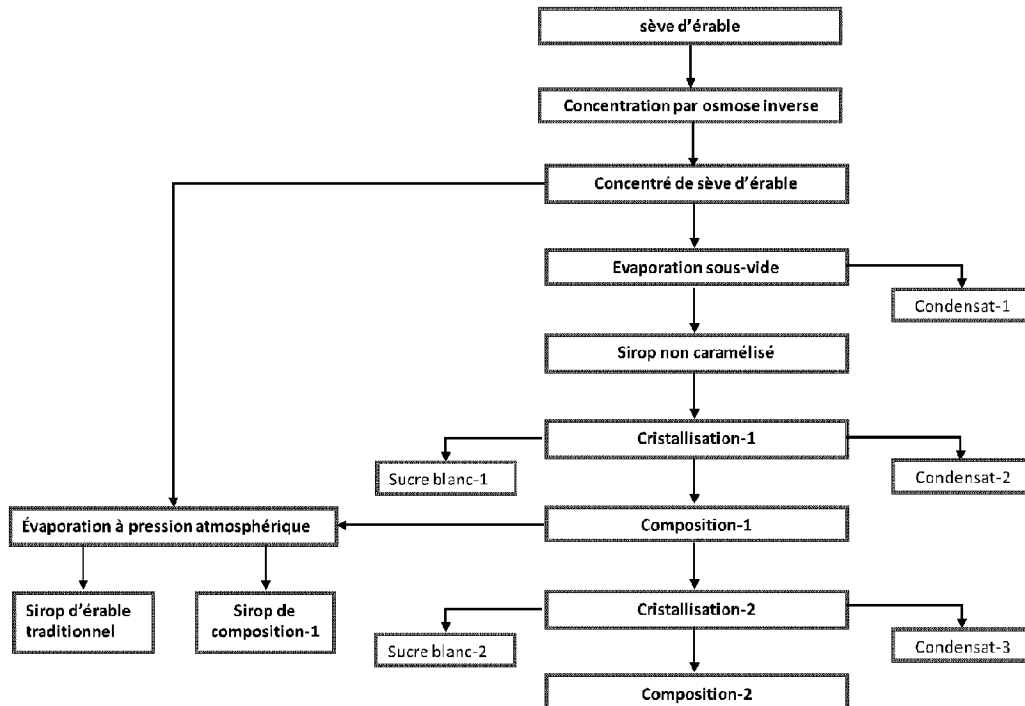 sève d'érable
Concentration par osmose inverse
Concentré de sève d'érable
Evaporation sous-vide
Condensat-1
Sirop non caramélisé
Cristallisation-1
Sucre blanc-1
Condensat-2
Évaporation à pression atmosphérique
Composition-1
Sirop d'érable
traditionnel
Sirop de
composition-1
Cristallisation-2
Sucre blanc-2
Condensat-3
Composition-2